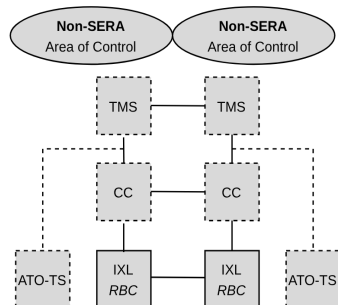 Non-SERA
Area of Control
Non-SERA
Area of Control
TMS
TMS
CC
CC
ATO-TS
IXL
RBC
IXL
RBC
ATO-TS